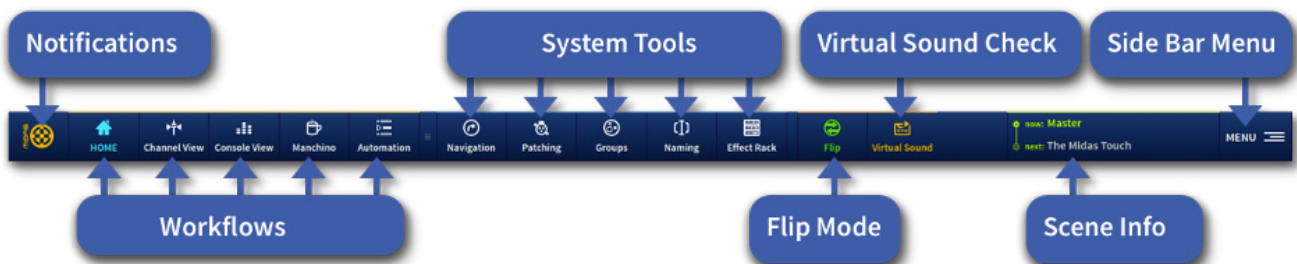 Notifications
System Tools
Virtual Sound Check
Side Bar Menu
MIDAS
HOME
Channel View
Console View
Manchino
Automation
Navigation
Patching
Groups
Naming
Effect Rack
Flip
Virtual Sound
now: Master
next: The Midas Touch
MENU
Workflows
Flip Mode
Scene Info